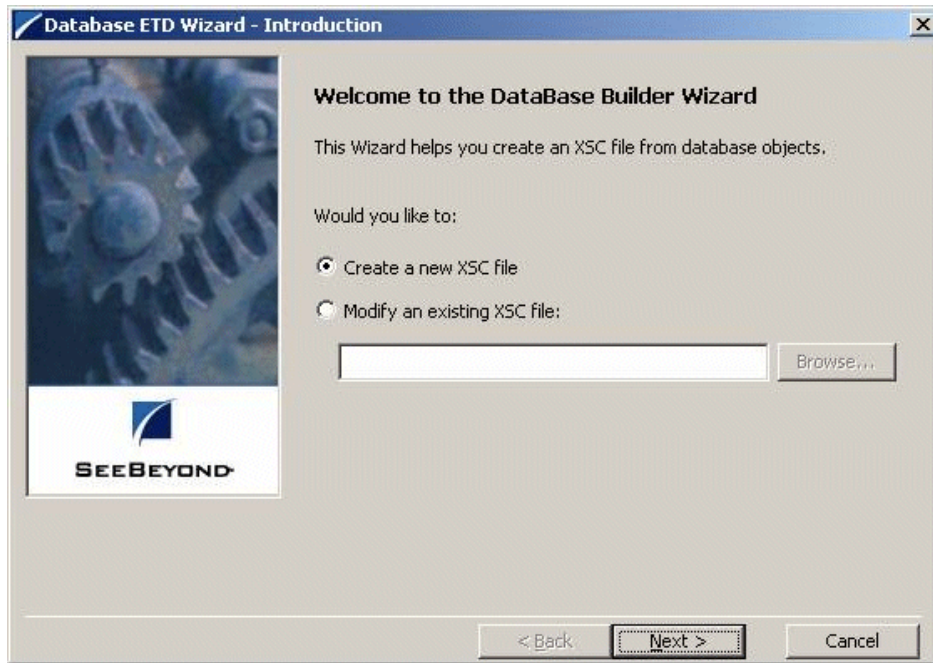 Database ETD Wizard - Introduction
Welcome to the DataBase Builder Wizard
This Wizard helps you create an XSC file from database objects.
Would you like to:
Create a new XSC file
Modify an existing XSC file:
Browse...
SEEBEYOND
< Back
Next >
Cancel